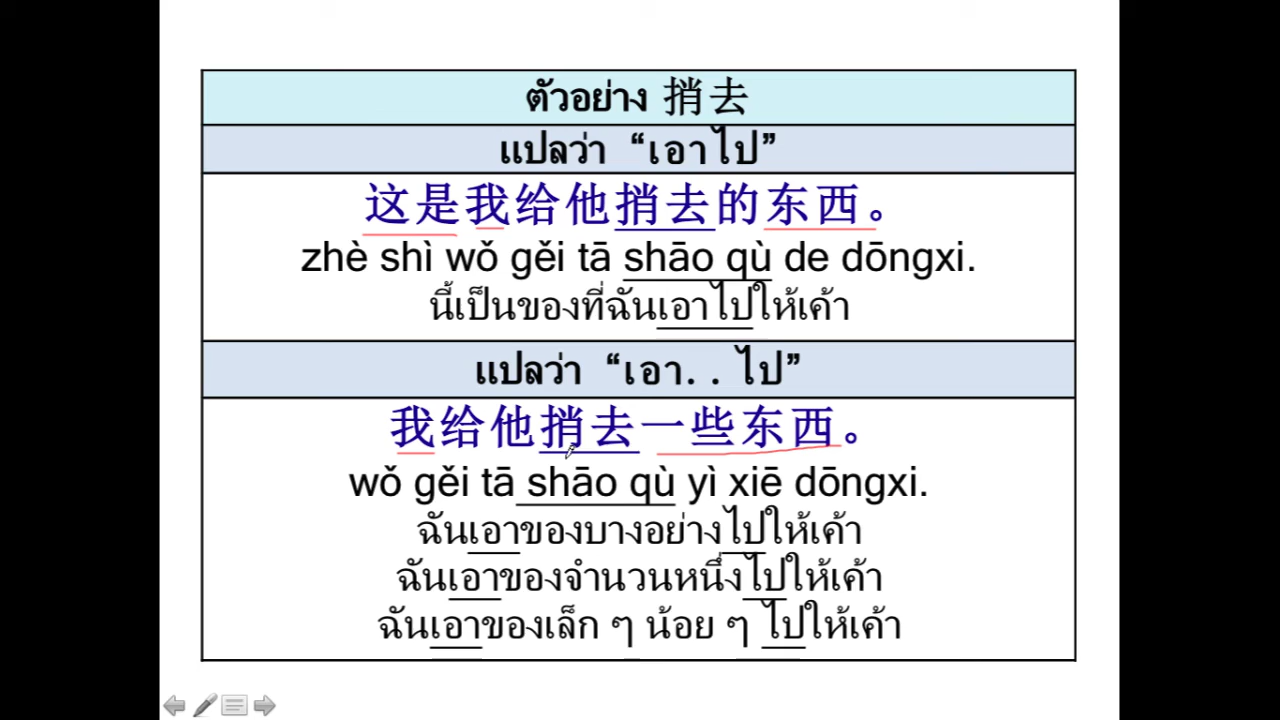 ตัวอย่าง 捎去
แปลว่า “เอาไป”
这是我给他捎去的东西。
zhè shì wǒ gěi tā shāo qù de dōngxi.
นี้เป็นของที่ฉันเอาไปให้เค้า
แปลว่า “เอา. . ไป”
我给他捎去一些东西。
wǒ gěi tā shāo qù yì xiē dōngxi.
ฉันเอาของบางอย่างไปให้เค้า
ฉันเอาของจำนวนหนึ่งไปให้เค้า
ฉันเอาของเล็ก ๆ น้อย ๆ ไปให้เค้า